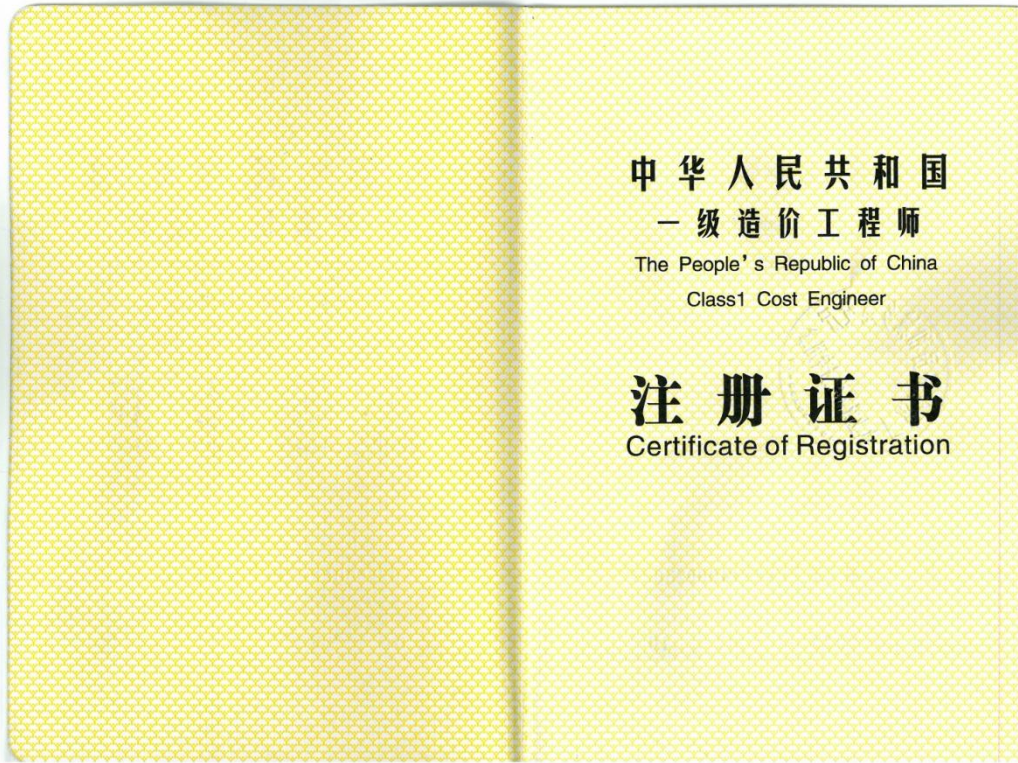 中华人民共和国
一级造价工程师
The People's Republic of China
Class1 Cost Engineer
注册证书
Certificate of Registration